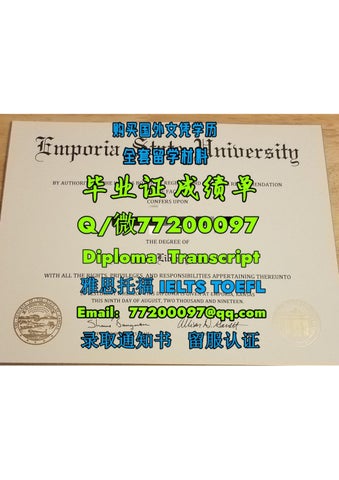 购买国外文凭学历
Emporia State University
全套留学材料
CONFERS UPON
毕业证 成绩单
Q/微77200097
THE DEGREE OF
Diploma Transcript
WITH ALL THE RIGHTS, PRIVILEGES, AND RESPONSIBILITIES APPERTAINING THERETO
雅思托福 IELTS TOEFL
THIS NINTH DAY OF AUGUST, TWO THOUSAND AND NINETEEN.
Email: 77200097@qq.com
录取通知书 留服认证